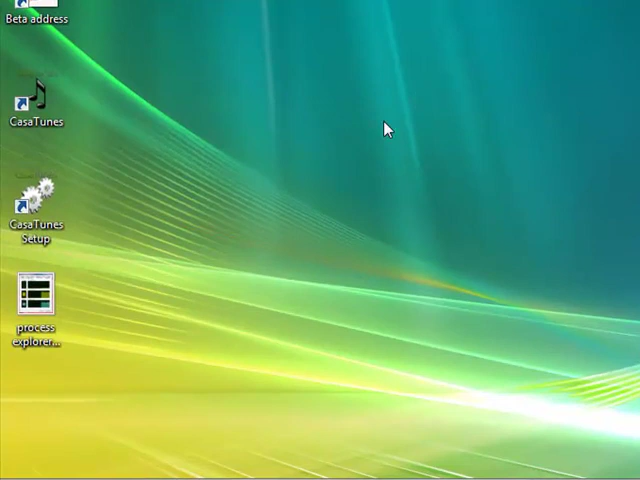 Beta address
CasaTunes
CasaTunes
Setup
process
explorer...